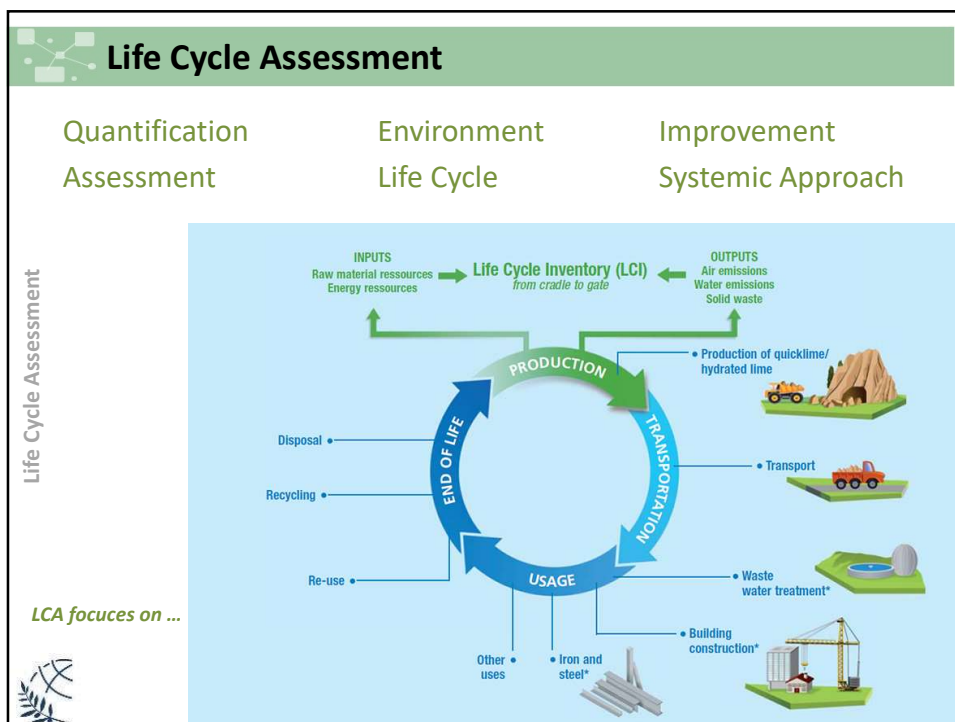 Life Cycle Assessment
Quantification
Environment
Improvement
Assessment
Life Cycle
Systemic Approach
Life Cycle Assessment
INPUTS
Raw material ressources
Energy ressources
Life Cycle Inventory (LCI)
from cradle to gate
OUTPUTS
Air emissions
Water emissions
Solid waste
PRODUCTION
• Production of quicklime/
hydrated lime
TRANSPORTATION
• Transport
USAGE
• Waste
water treatment*
• Building
construction*
• Iron and
steel*
Other •
uses
END OF LIFE
Disposal •
Recycling •
Re-use •
LCA focuces on ...